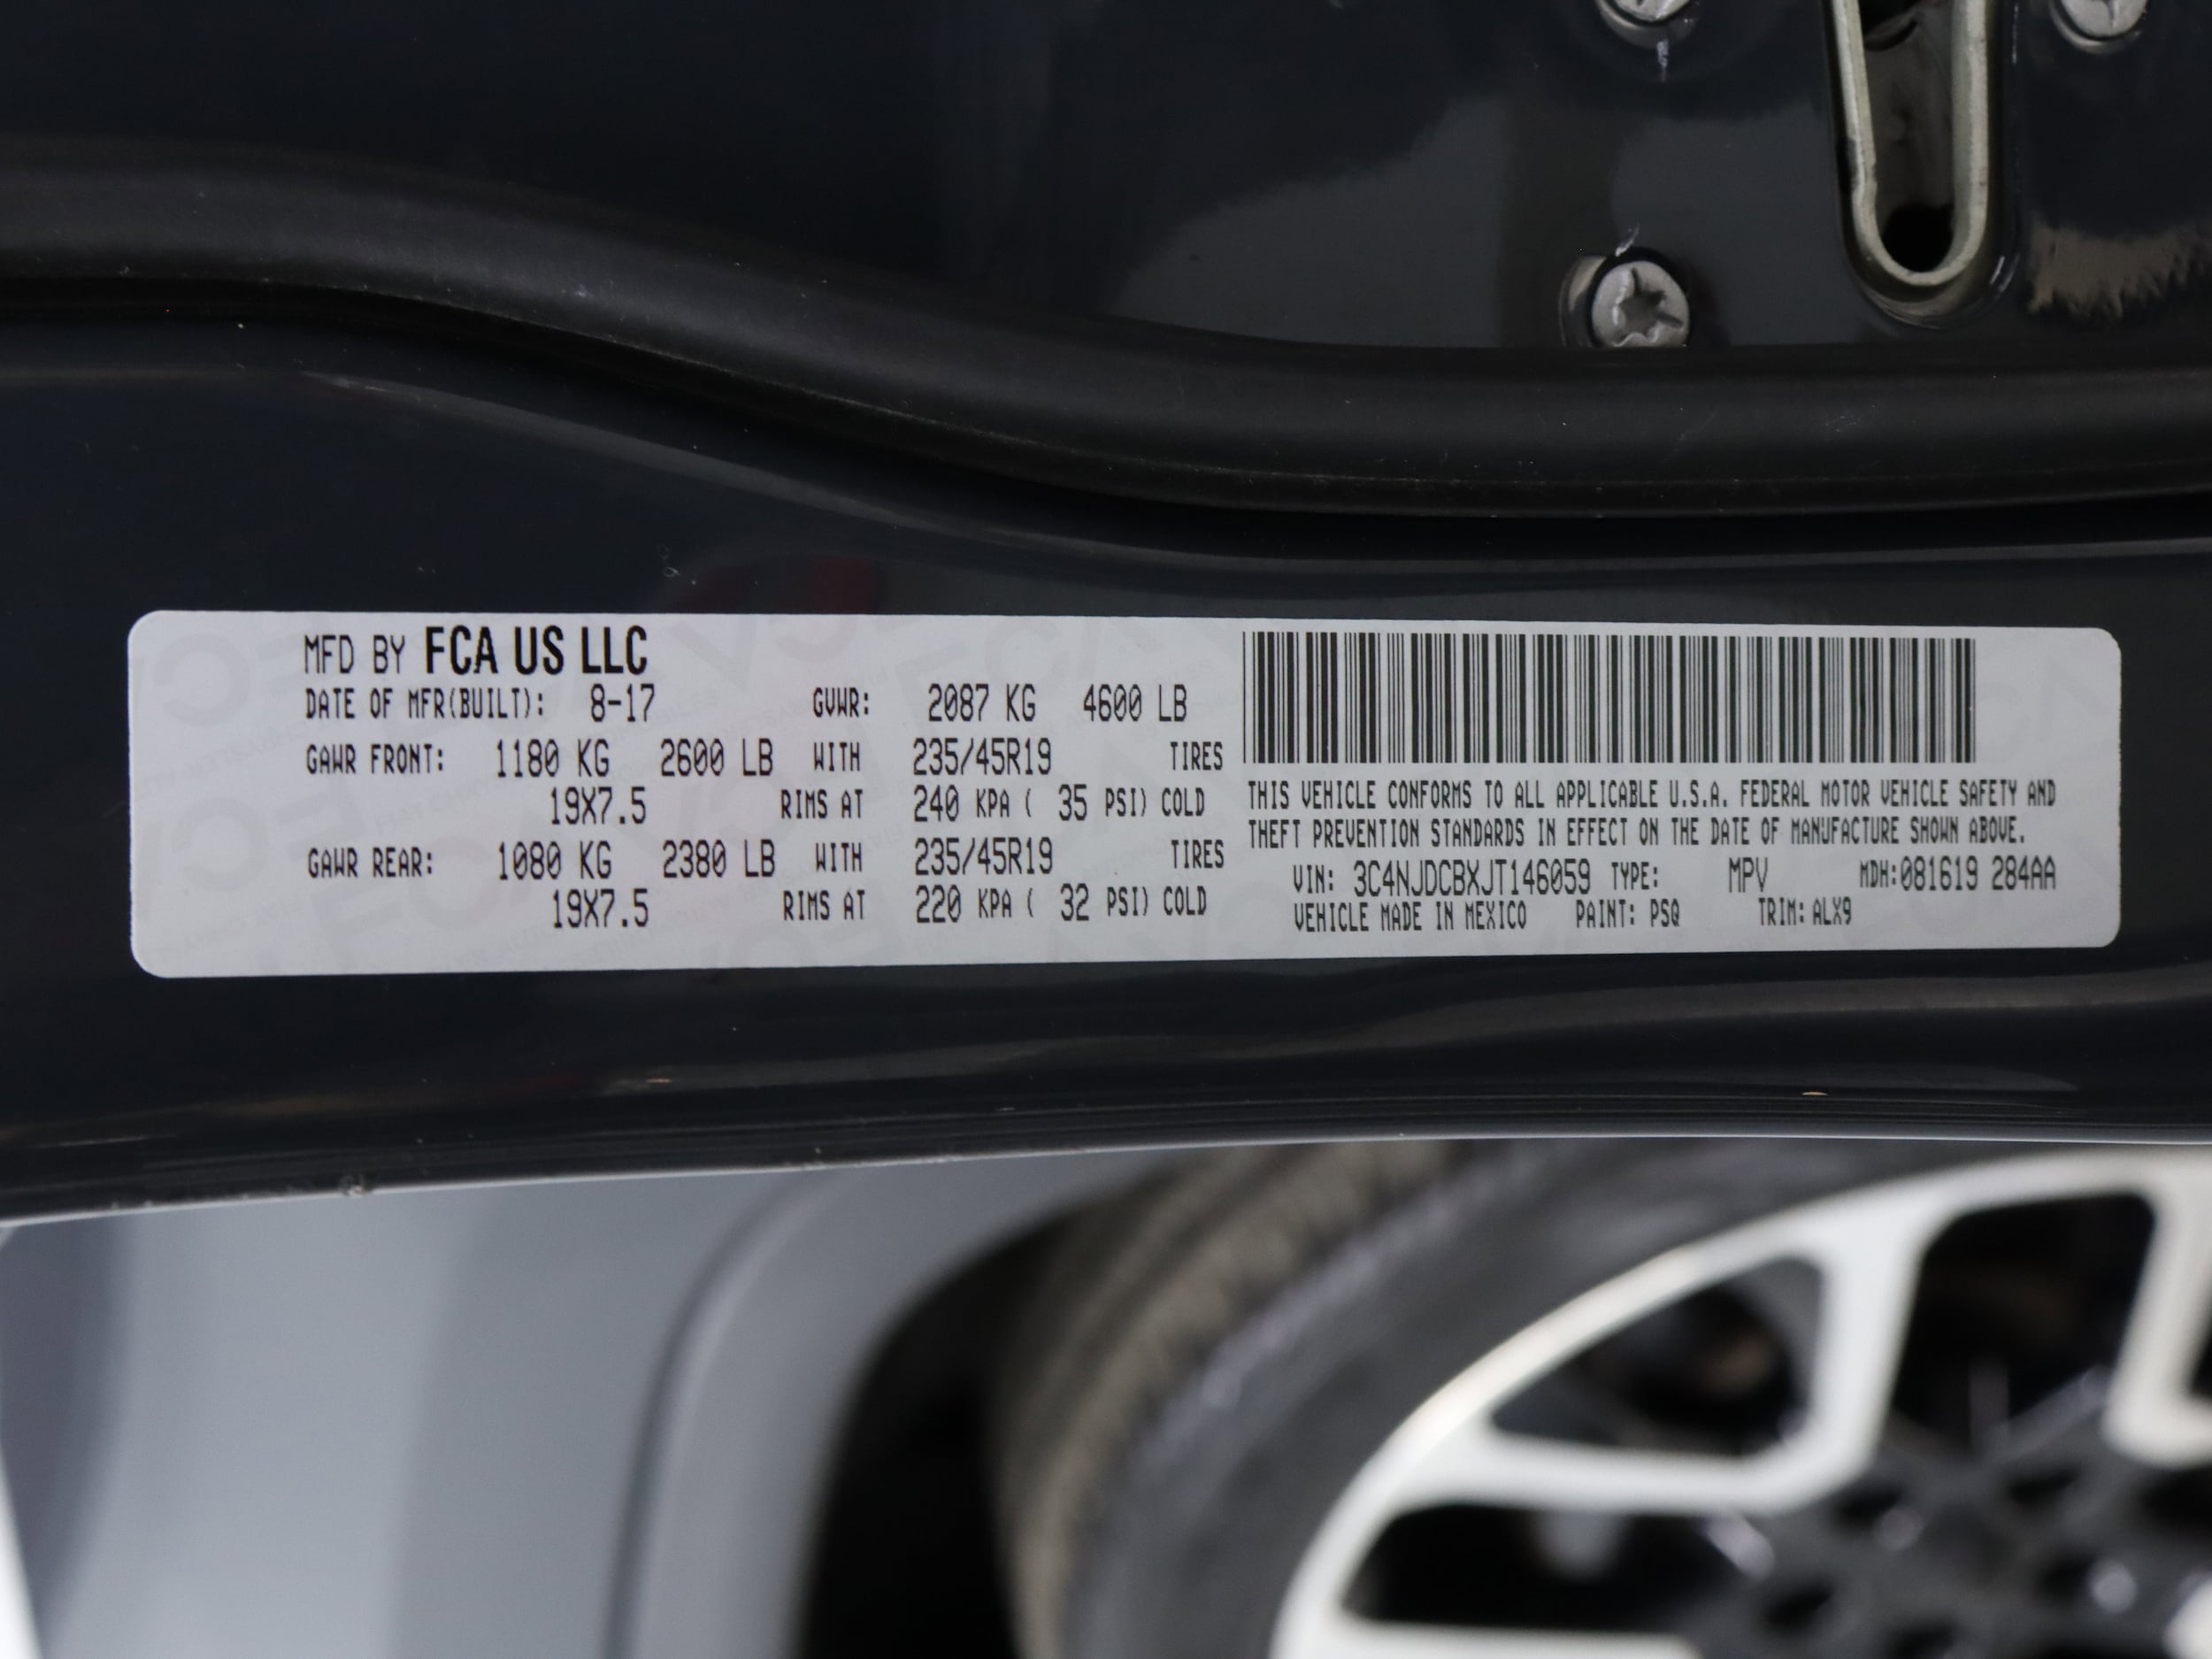 MFD BY FCA US LLC
DATE OF MFR(BUILT): 8-17 GVWR: 2087 KG 4600 LB
GAWR FRONT: 1180 KG 2600 LB WITH 235/45R19 TIRES
19X7.5 RIMS AT 240 KPA ( 35 PSI) COLD
GAWR REAR: 1080 KG 2380 LB WITH 235/45R19 TIRES
19X7.5 RIMS AT 220 KPA ( 32 PSI) COLD
THIS VEHICLE CONFORMS TO ALL APPLICABLE U.S.A. FEDERAL MOTOR VEHICLE SAFETY AND
THEFT PREVENTION STANDARDS IN EFFECT ON THE DATE OF MANUFACTURE SHOWN ABOVE.
VIN: 3C4NJDCBXJT146059 TYPE: MPV MDH:081619 284AA
VEHICLE MADE IN MEXICO PAINT: PSQ TRIM: ALX9